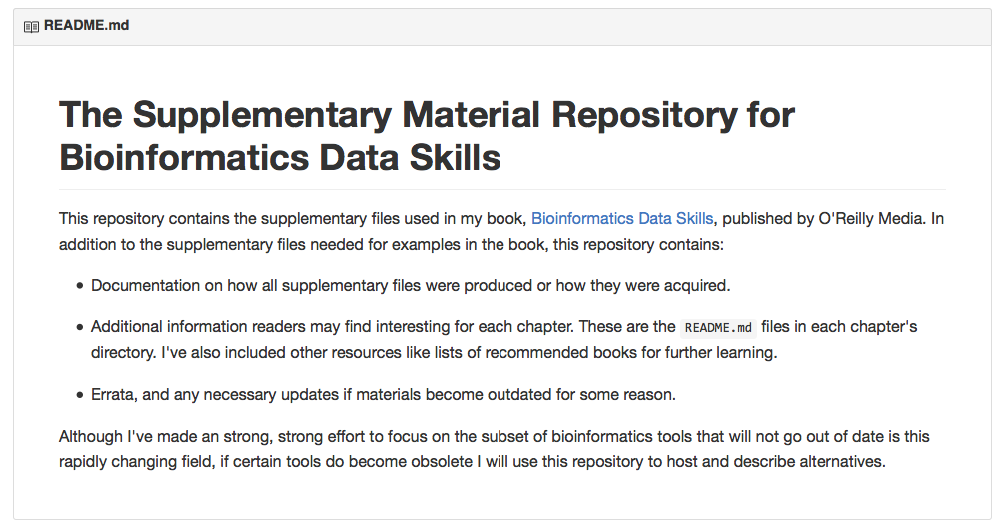 README.md
The Supplementary Material Repository for
Bioinformatics Data Skills
This repository contains the supplementary files used in my book, Bioinformatics Data Skills, published by O'Reilly Media. In
addition to the supplementary files needed for examples in the book, this repository contains:
• Documentation on how all supplementary files were produced or how they were acquired.
• Additional information readers may find interesting for each chapter. These are the README.md files in each chapter's
directory. I've also included other resources like lists of recommended books for further learning.
• Errata, and any necessary updates if materials become outdated for some reason.
Although I've made an strong, strong effort to focus on the subset of bioinformatics tools that will not go out of date is this
rapidly changing field, if certain tools do become obsolete I will use this repository to host and describe alternatives.